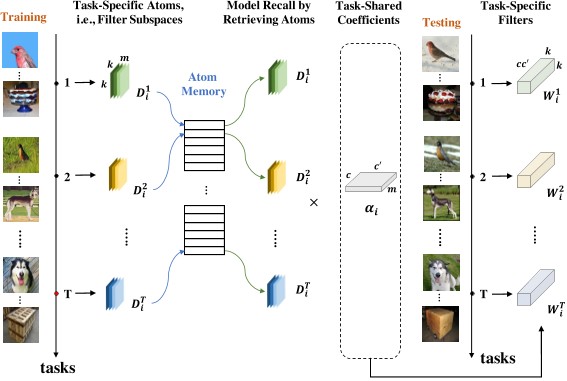 Training
Task-Specific Atoms,
i.e., Filter Subspaces
Model Recall by
Retrieving Atoms
Task-Shared
Coefficients
Testing
Task-Specific
Filters
1
k
m
k
D_i^1
Atom
Memory
D_i^1
1
cc'
k
k
W_i^1
2
D_i^2
D_i^2
×
c
c'
m
α_i
2
W_i^2
T
D_i^T
D_i^T
T
W_i^T
tasks
tasks